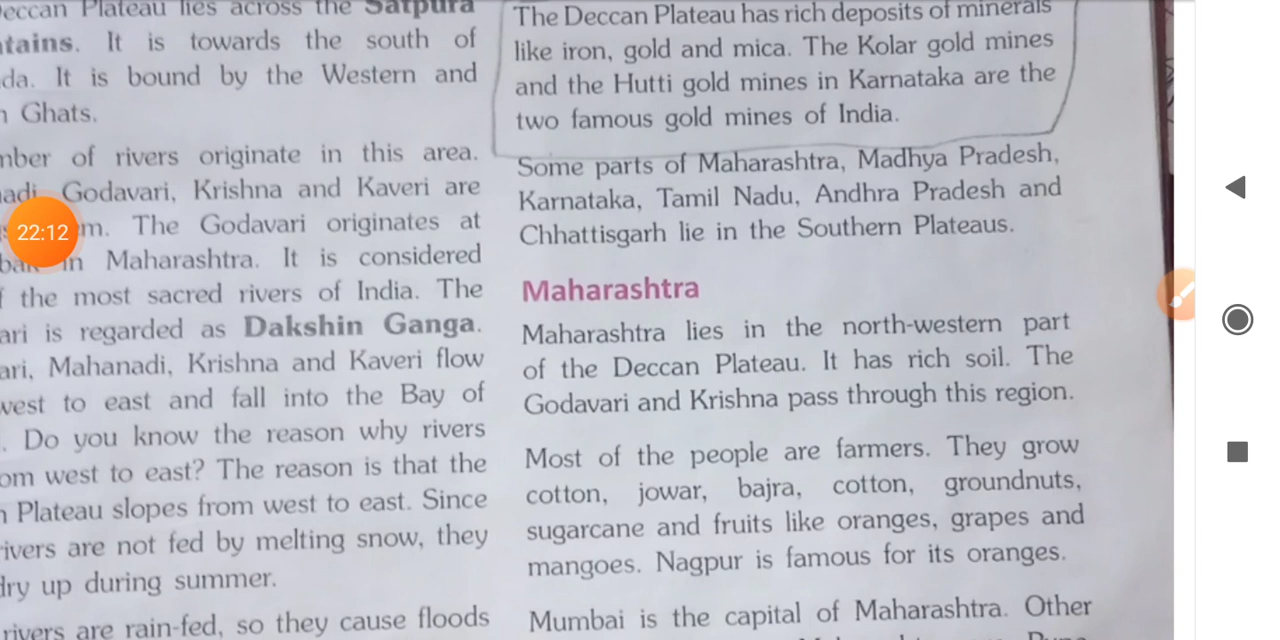 eccan Plateau lies across the Satpura
tains. It is towards the south of
da. It is bound by the Western and
Ghats.
mber of rivers originate in this area.
Godavari, Krishna and Kaveri are
m. The Godavari originates at
in Maharashtra. It is considered
the most sacred rivers of India. The
ari is regarded as Dakshin Ganga.
ari, Mahanadi, Krishna and Kaveri flow
west to east and fall into the Bay of
. Do you know the reason why rivers
om west to east? The reason is that the
Plateau slopes from west to east. Since
rivers are not fed by melting snow, they
dry up during summer.
rivers are rain-fed, so they cause floods
22:12
The Deccan Plateau has rich deposits of minerals
like iron, gold and mica. The Kolar gold mines
and the Hutti gold mines in Karnataka are the
two famous gold mines of India.
Some parts of Maharashtra, Madhya Pradesh,
Karnataka, Tamil Nadu, Andhra Pradesh and
Chhattisgarh lie in the Southern Plateaus.
Maharashtra
Maharashtra lies in the north-western part
of the Deccan Plateau. It has rich soil. The
Godavari and Krishna pass through this region.
Most of the people are farmers. They grow
cotton, jowar, bajra, cotton, groundnuts,
sugarcane and fruits like oranges, grapes and
mangoes. Nagpur is famous for its oranges.
Mumbai is the capital of Maharashtra. Other